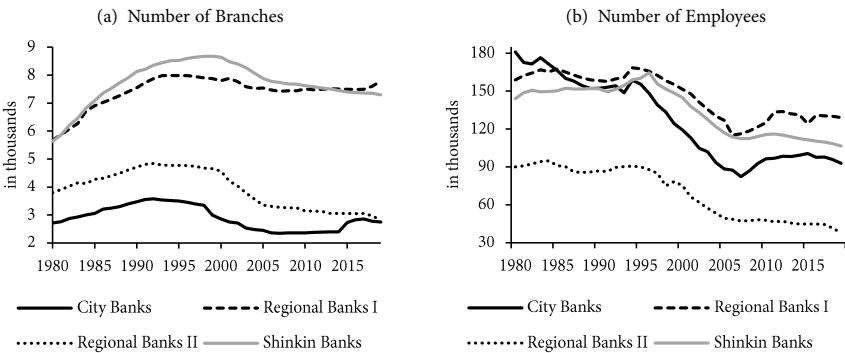 (a) Number of Branches
9
8
7
6
5
4
3
2
in thousands
1980 1985 1990 1995 2000 2005 2010 2015
City Banks Regional Banks I
Regional Banks II Shinkin Banks
(b) Number of Employees
180
150
120
90
60
30
in thousands
1980 1985 1990 1995 2000 2005 2010 2015
City Banks Regional Banks I
Regional Banks II Shinkin Banks